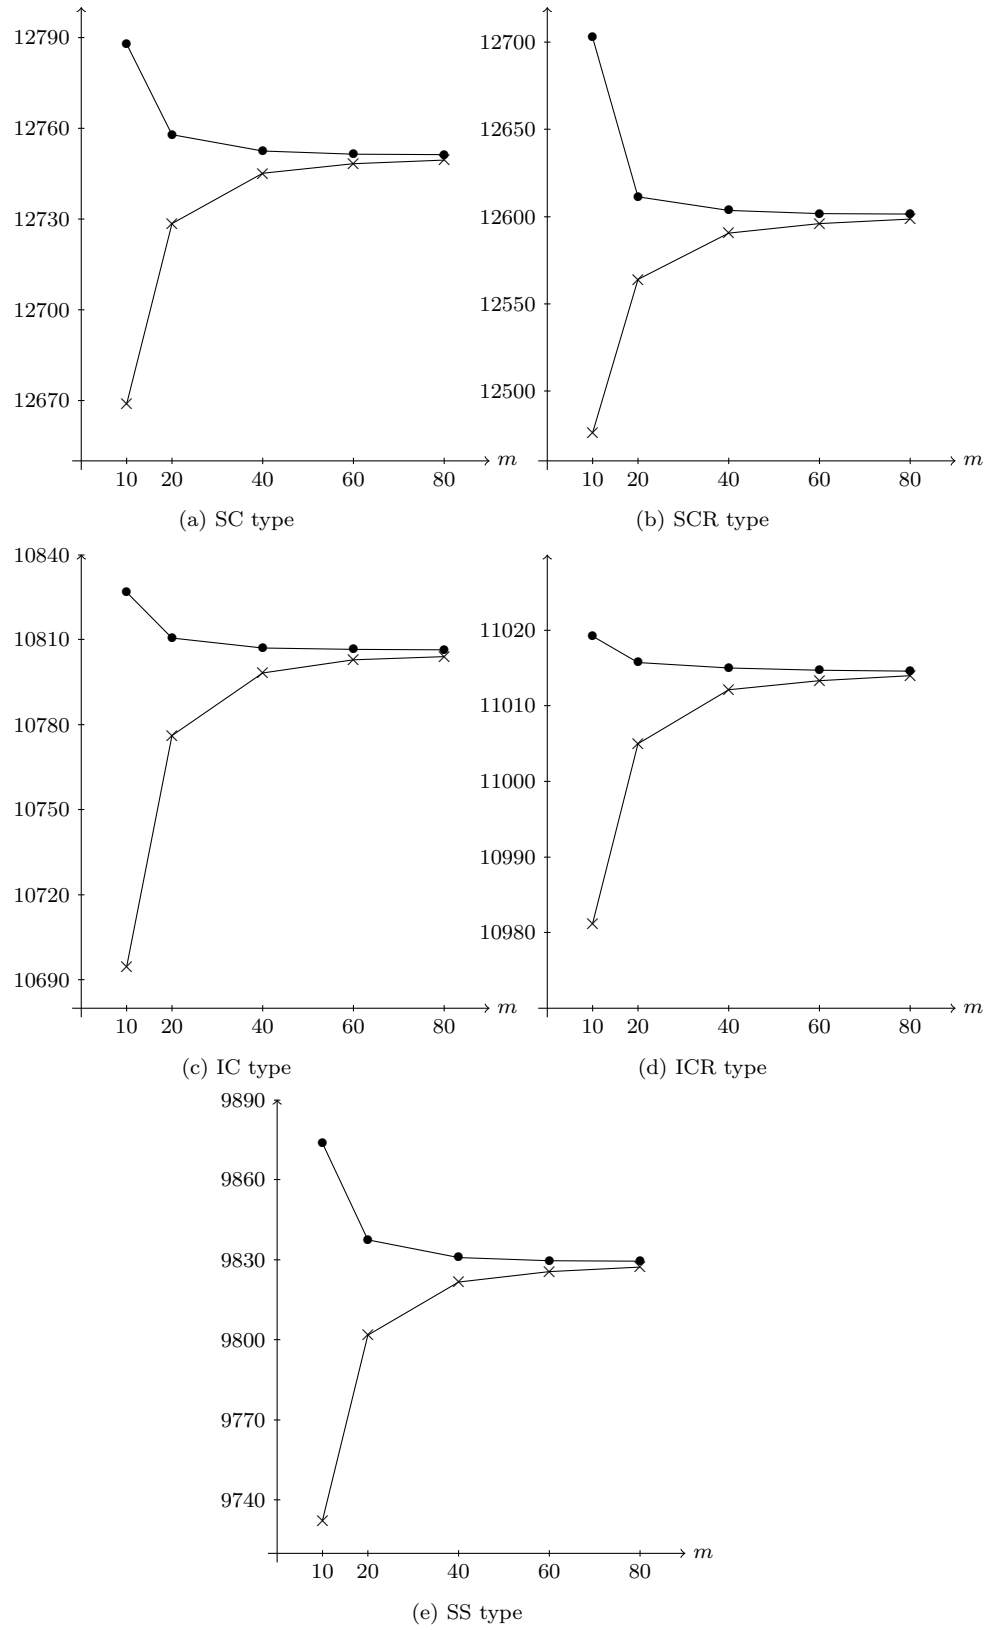 12790
12760
12730
12700
12670
10 20 40 60 80 m
(a) SC type
12700
12650
12600
12550
12500
10 20 40 60 80 m
(b) SCR type
10840
10810
10780
10750
10720
10690
10 20 40 60 80 m
(c) IC type
11020
11010
11000
10990
10980
10 20 40 60 80 m
(d) ICR type
9890
9860
9830
9800
9770
9740
10 20 40 60 80 m
(e) SS type